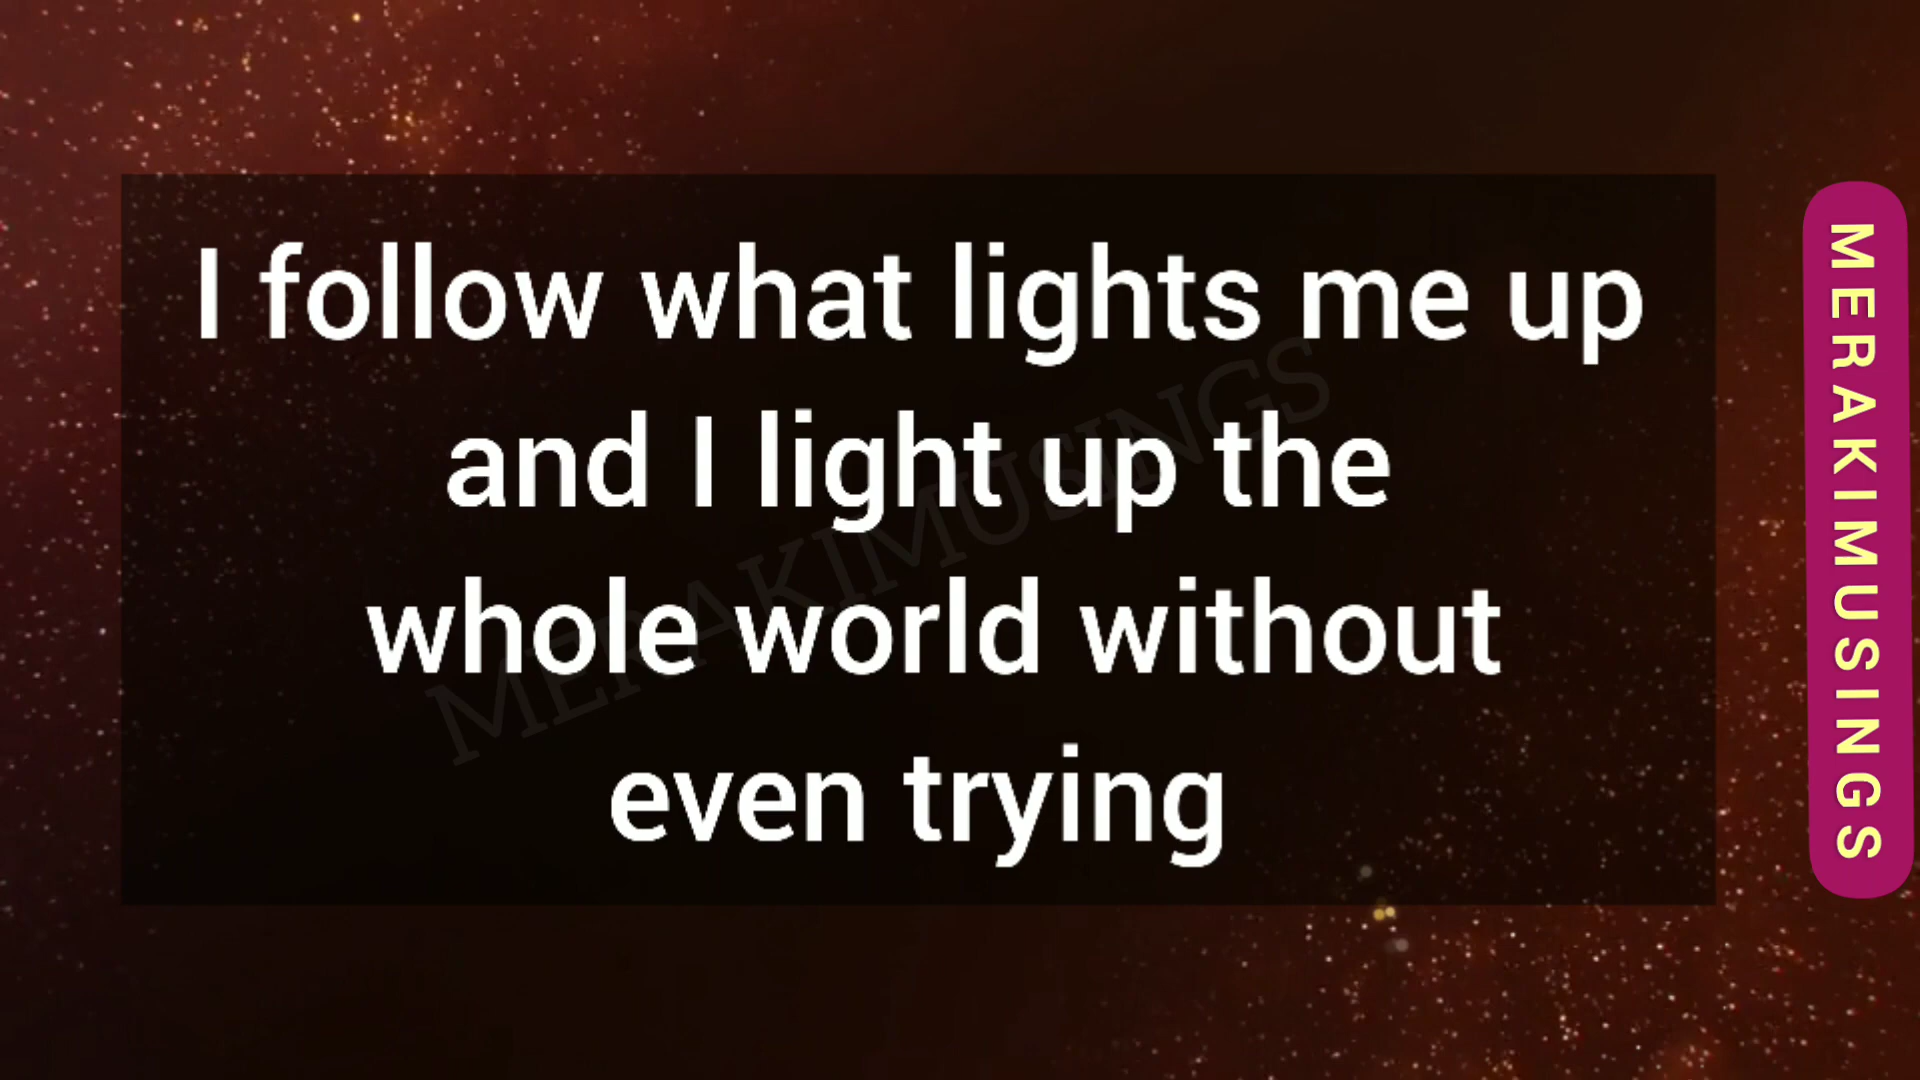 I follow what lights me up
and I light up the
whole world without
even trying
MERAKIMUSINGS
MERAKIMUSINGS